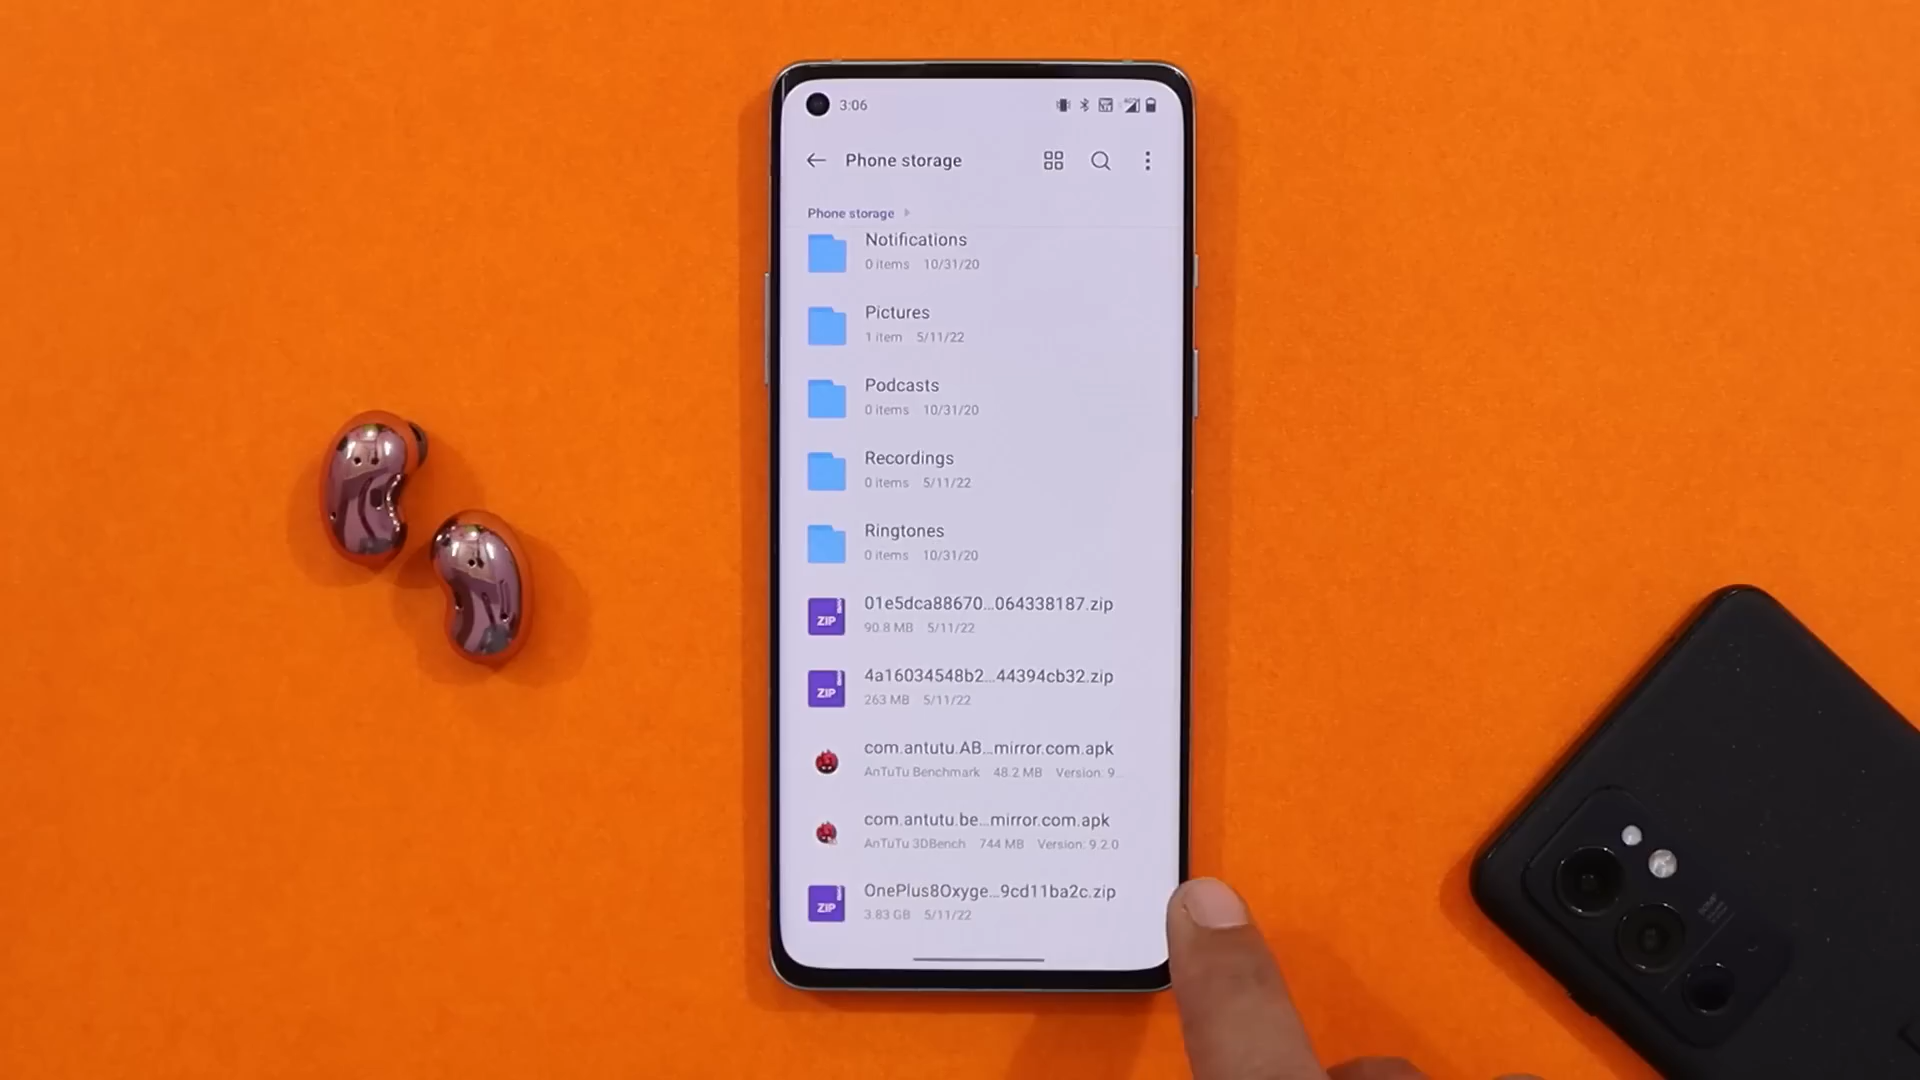 3:06
Phone storage
Phone storage
Notifications
0 items 10/31/20
Pictures
1 item 5/11/22
Podcasts
0 items 10/31/20
Recordings
0 items 5/11/22
Ringtones
0 items 10/31/20
01e5dca88670...064338187.zip
ZIP
90.8 MB 5/11/22
4a16034548b2...44394cb32.zip
ZIP
263 MB 5/11/22
com.antutu.AB...mirror.com.apk
AnTuTu Benchmark 48.2 MB Version: 9...
com.antutu.be...mirror.com.apk
AnTuTu 3DBench 744 MB Version: 9.2.0
OnePlus8Oxyge...9cd11ba2c.zip
ZIP
3.83 GB 5/11/22